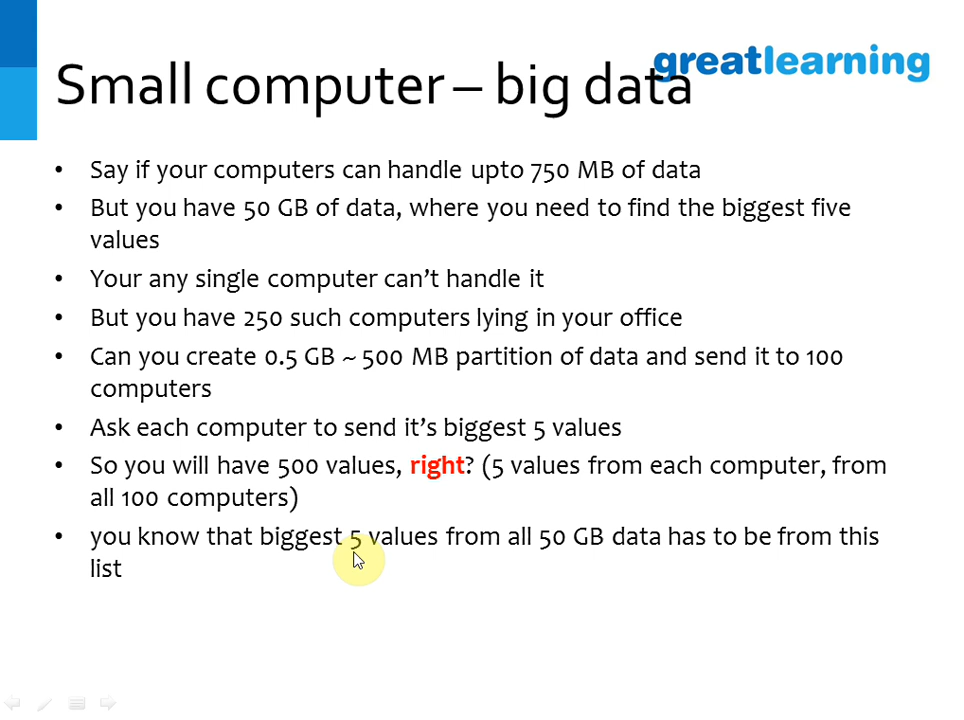 greatlearning
Small computer – big data
• Say if your computers can handle upto 750 MB of data
• But you have 50 GB of data, where you need to find the biggest five
values
• Your any single computer can’t handle it
• But you have 250 such computers lying in your office
• Can you create 0.5 GB ~ 500 MB partition of data and send it to 100
computers
• Ask each computer to send it’s biggest 5 values
• So you will have 500 values, right? (5 values from each computer, from
all 100 computers)
• you know that biggest 5 values from all 50 GB data has to be from this
list